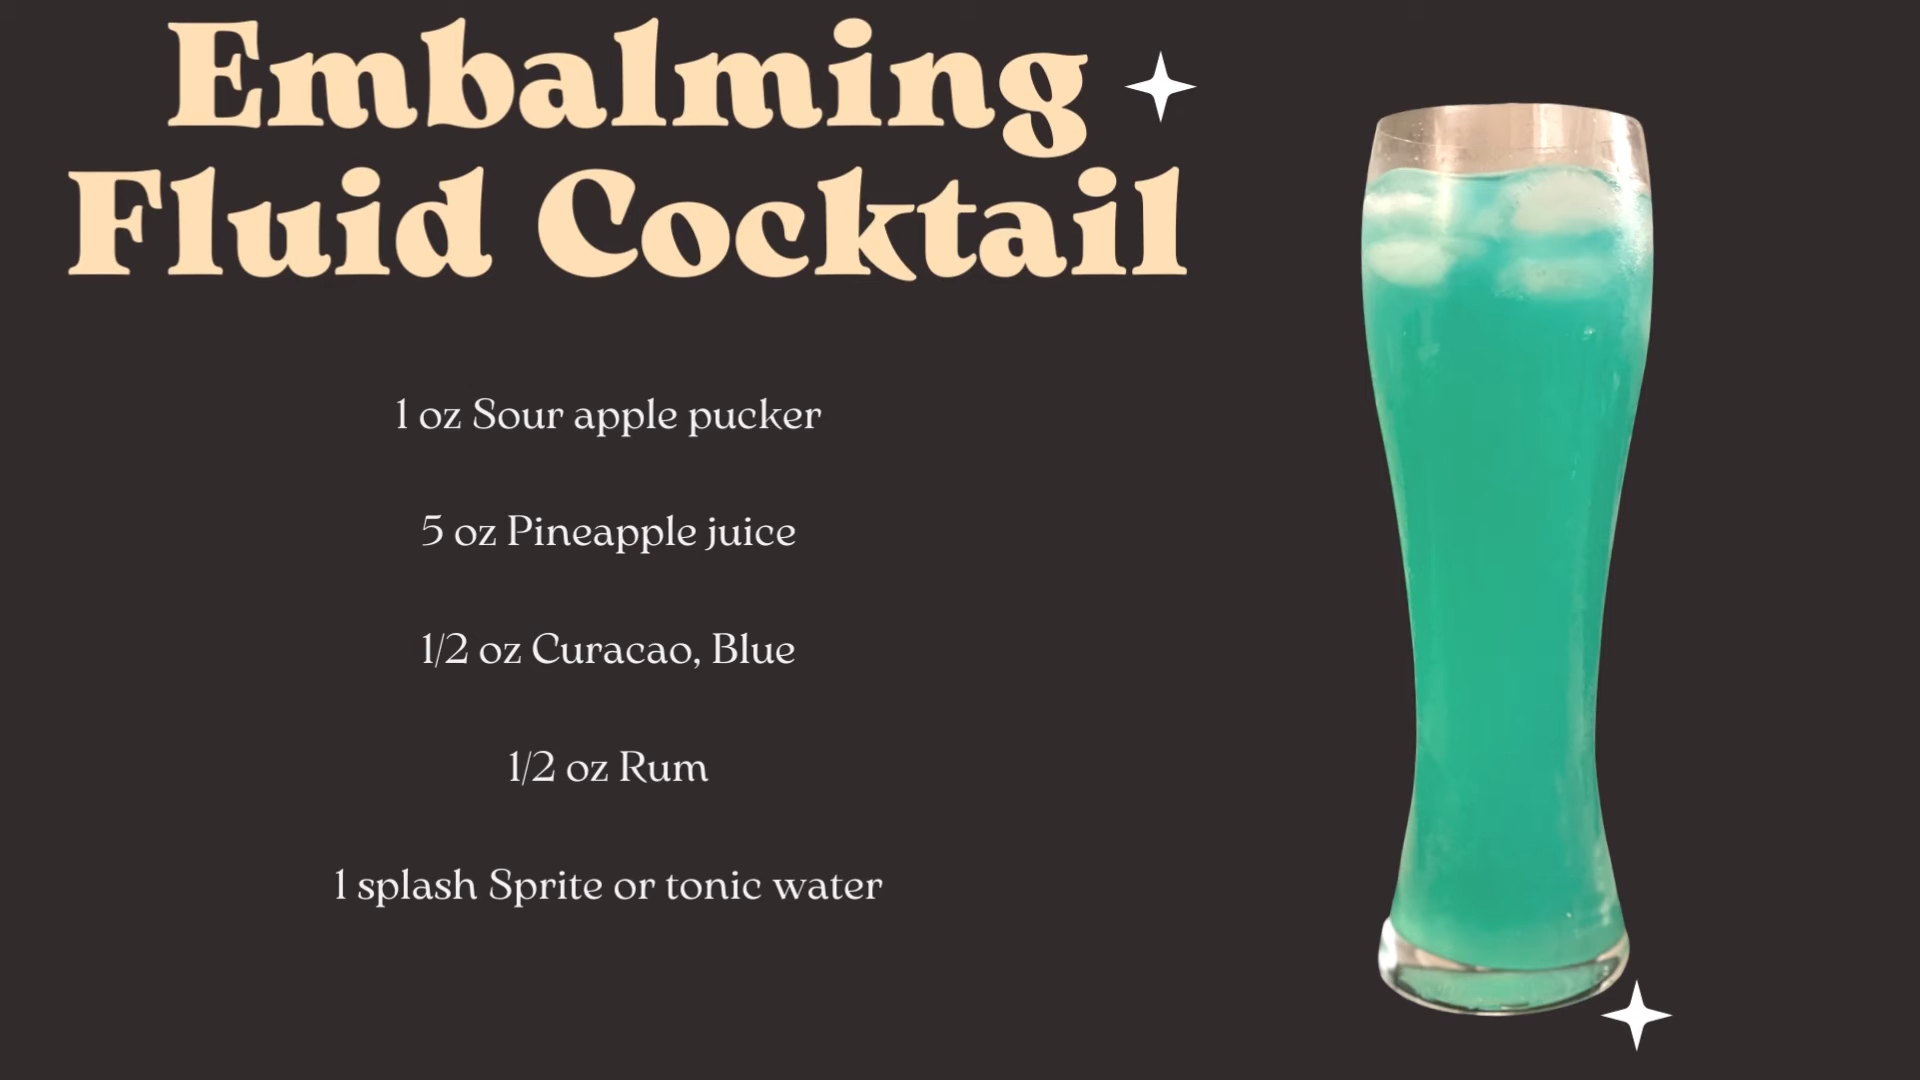 Embalming
Fluid Cocktail
1 oz Sour apple pucker
5 oz Pineapple juice
1/2 oz Curacao, Blue
1/2 oz Rum
1 splash Sprite or tonic water